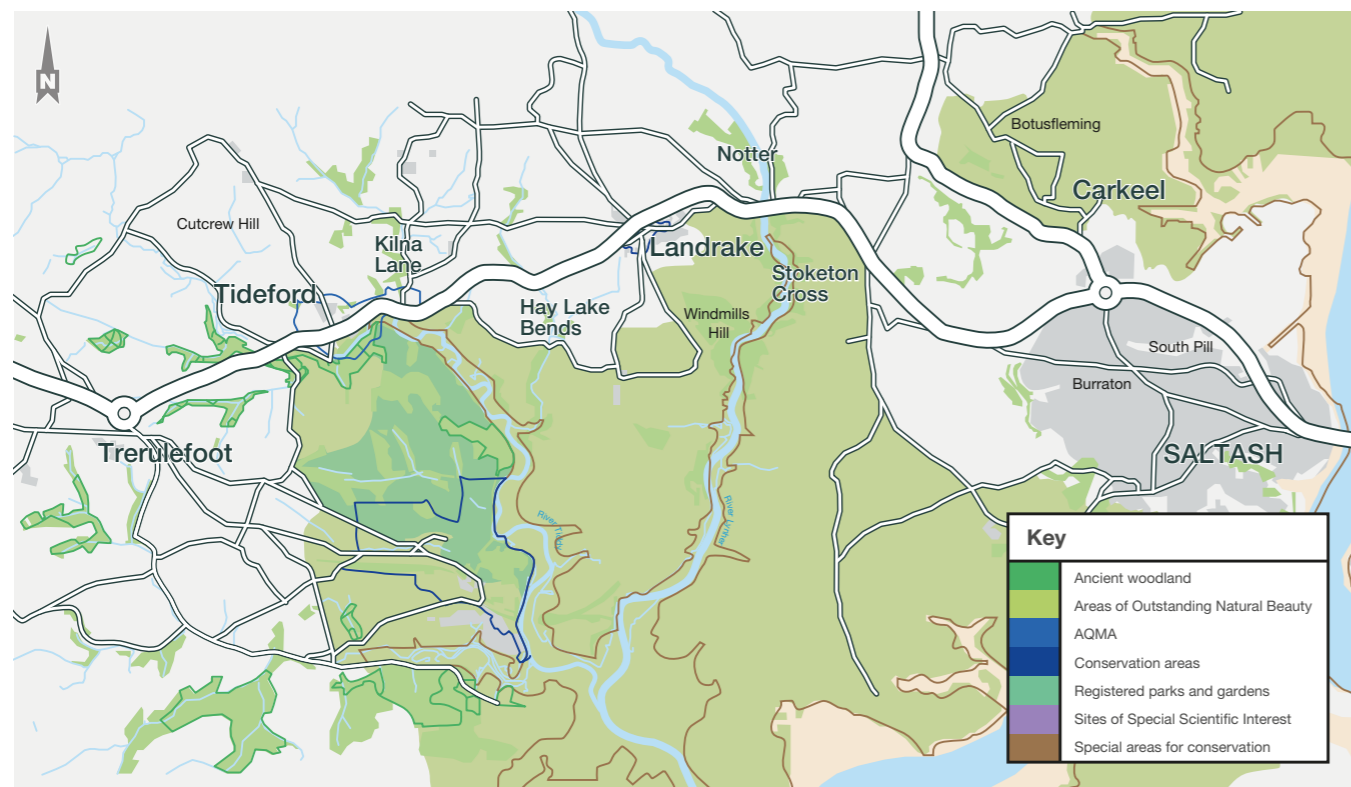 N
Botusfleming
Notter
Carkeel
Cutcrew Hill
Kilna
Lane
Landrake
Stoketon
Cross
Tideford
Hay Lake
Bends
Windmills
Hill
South Pill
Burraton
Trerulefoot
SALTASH
River Tiddy
River Lynher
Key
Ancient woodland
Areas of Outstanding Natural Beauty
AQMA
Conservation areas
Registered parks and gardens
Sites of Special Scientific Interest
Special areas for conservation